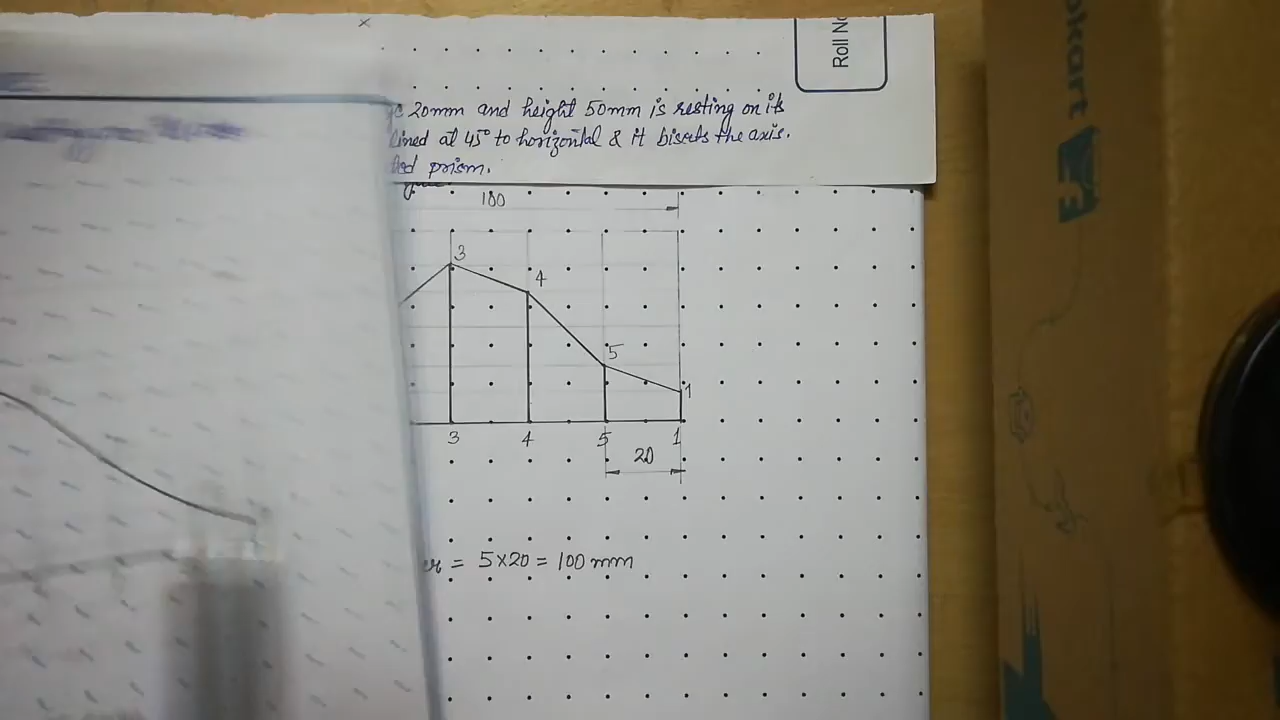 Roll No
20mm and height 50mm is resting on its
lined at 45° to horizontal & it bisects the axis.
prism.
100
3
4
5
1
3 4 5 1
20
= 5×20 = 100 mm